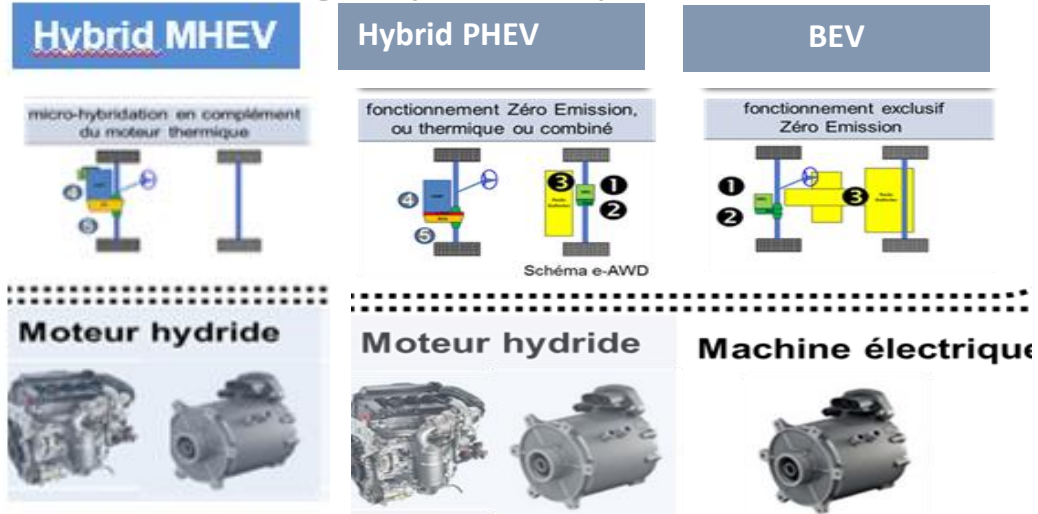 Hybrid MHEV
Hybrid PHEV
BEV
micro-hybridation en complément
du moteur thermique
fonctionnement Zéro Emission,
ou thermique ou combiné
fonctionnement exclusif
Zéro Emission
4
5
4
5
3
1
2
Schéma e-AWD
1
2
3
Moteur hydride
Moteur hydride
Machine électrique